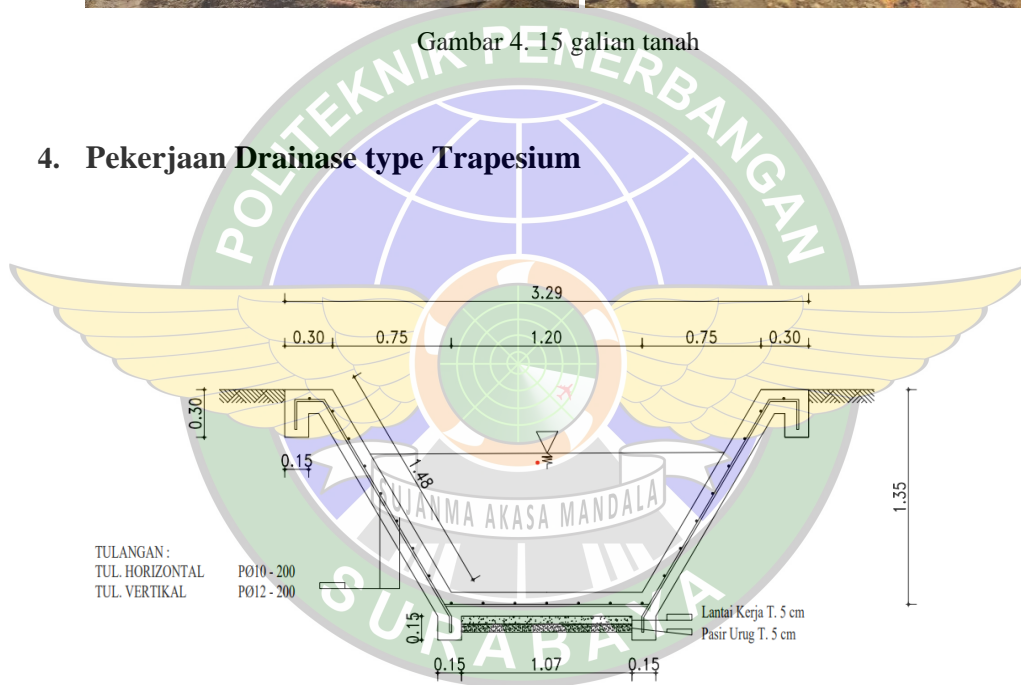 Gambar 4. 15 galian tanah
4. Pekerjaan Drainase type Trapesium
POLITEKNIK PENERBANGAN
3.29
0.30 0.75 1.20 0.75 0.30
0.30
0.15
1.48
1.35
JANMA AKASA MANDALA
TULANGAN :
TUL. HORIZONTAL PØ10 - 200
TUL. VERTIKAL PØ12 - 200
Lantai Kerja T. 5 cm
Pasir Urug T. 5 cm
0.15
SURABAYA
0.15 1.07 0.15